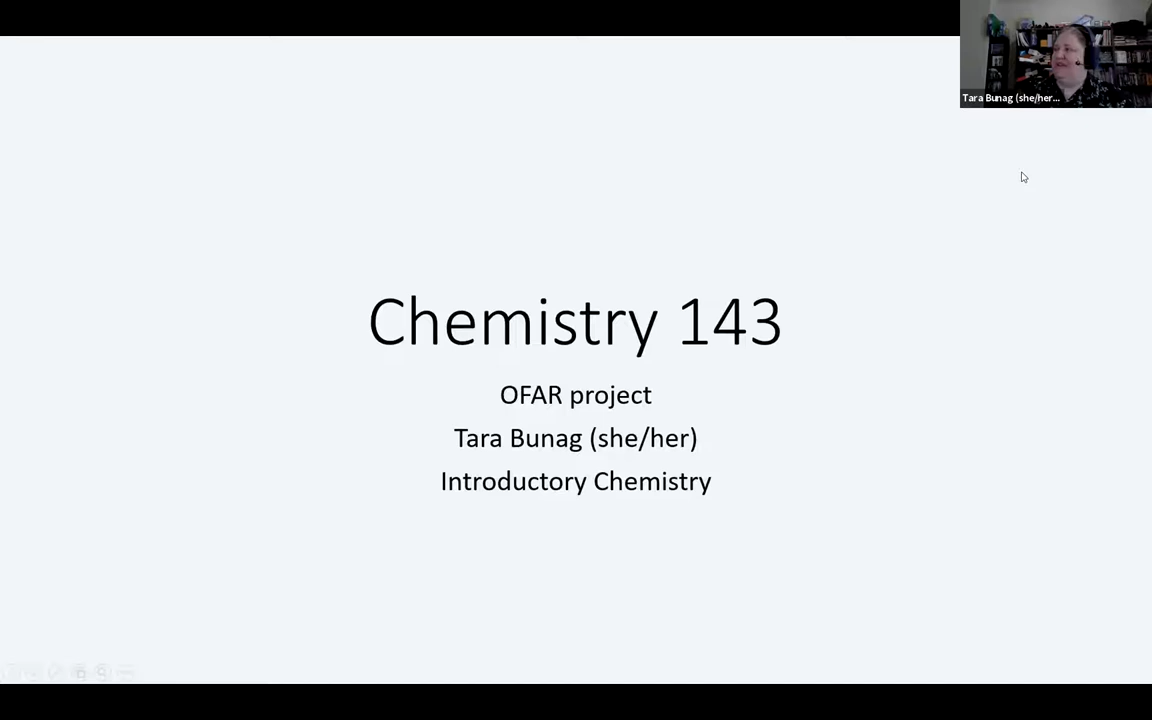 Tara Bunag (she/her...
Chemistry 143
OFAR project
Tara Bunag (she/her)
Introductory Chemistry